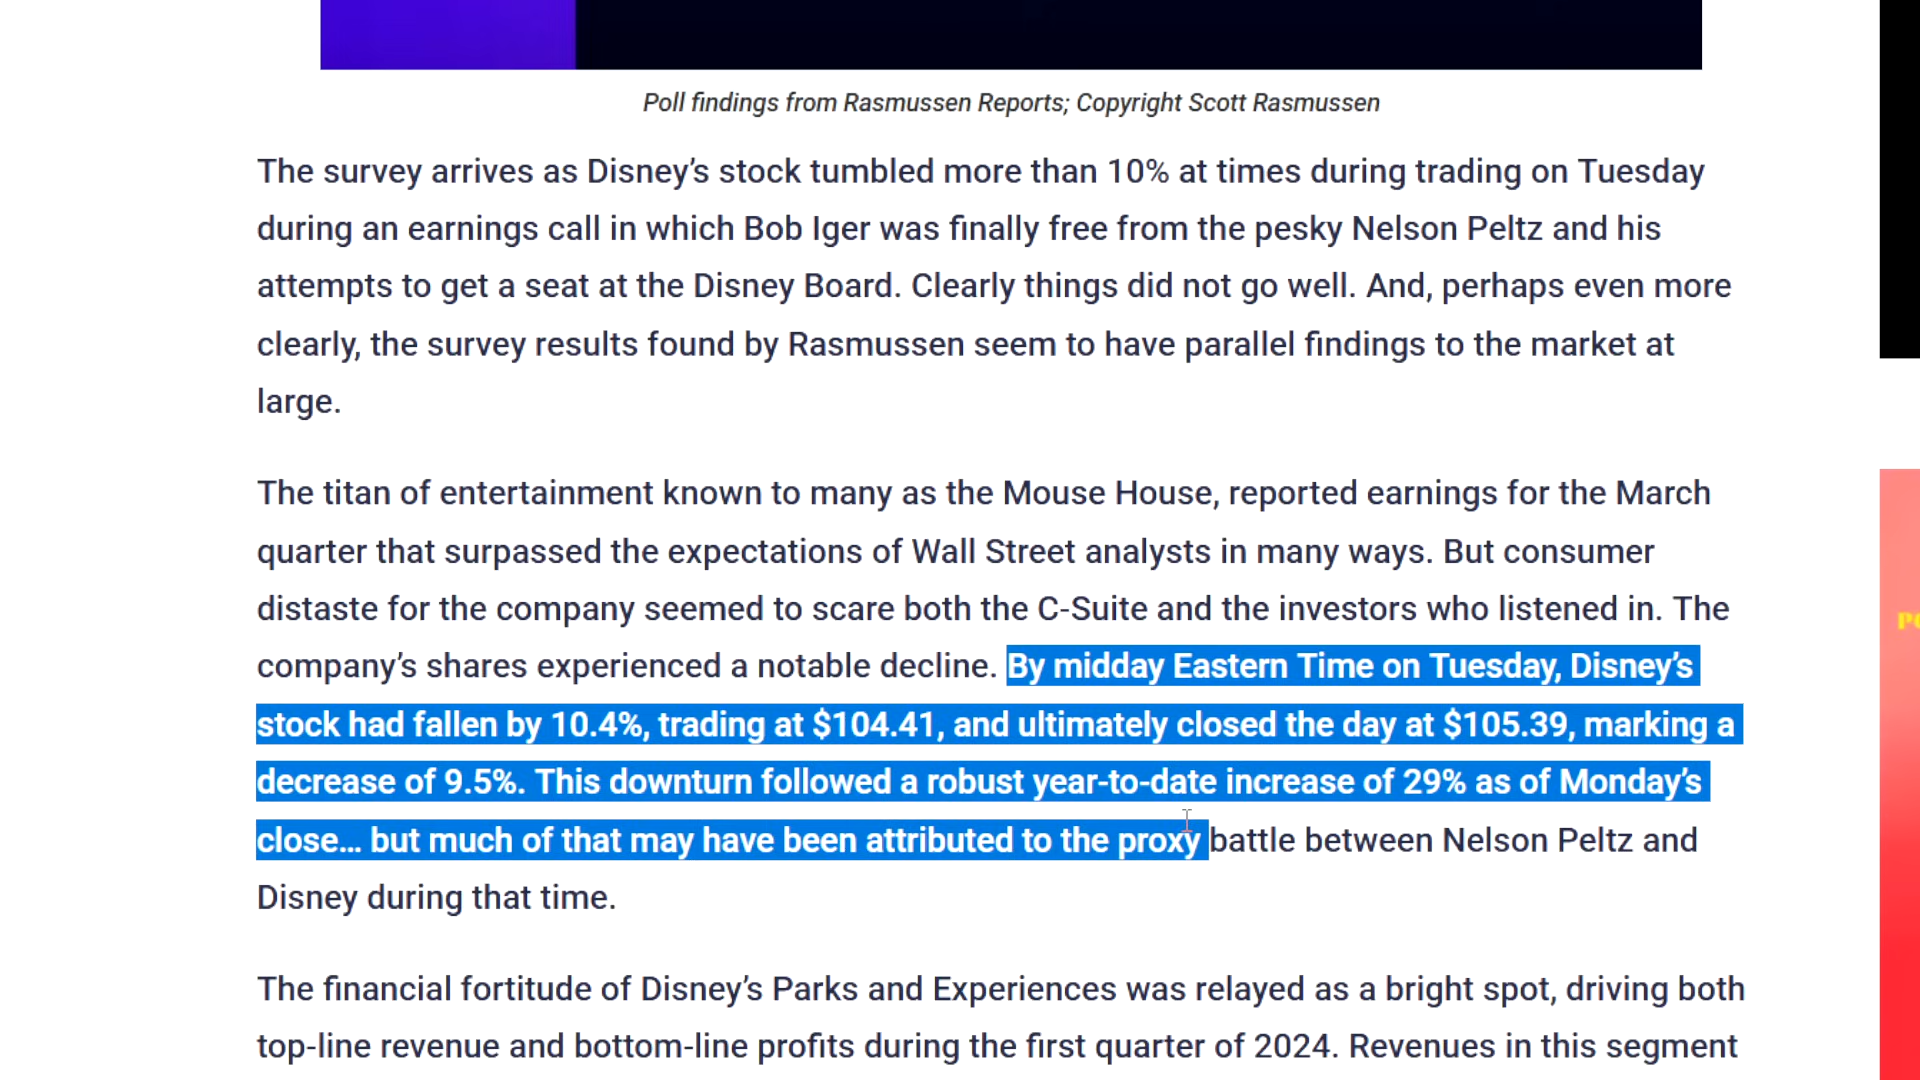 Poll findings from Rasmussen Reports; Copyright Scott Rasmussen
The survey arrives as Disney’s stock tumbled more than 10% at times during trading on Tuesday
during an earnings call in which Bob Iger was finally free from the pesky Nelson Peltz and his
attempts to get a seat at the Disney Board. Clearly things did not go well. And, perhaps even more
clearly, the survey results found by Rasmussen seem to have parallel findings to the market at
large.
The titan of entertainment known to many as the Mouse House, reported earnings for the March
quarter that surpassed the expectations of Wall Street analysts in many ways. But consumer
distaste for the company seemed to scare both the C-Suite and the investors who listened in. The
company’s shares experienced a notable decline. By midday Eastern Time on Tuesday, Disney’s
stock had fallen by 10.4%, trading at $104.41, and ultimately closed the day at $105.39, marking a
decrease of 9.5%. This downturn followed a robust year-to-date increase of 29% as of Monday’s
close… but much of that may have been attributed to the proxy battle between Nelson Peltz and
Disney during that time.
The financial fortitude of Disney’s Parks and Experiences was relayed as a bright spot, driving both
top-line revenue and bottom-line profits during the first quarter of 2024. Revenues in this segment